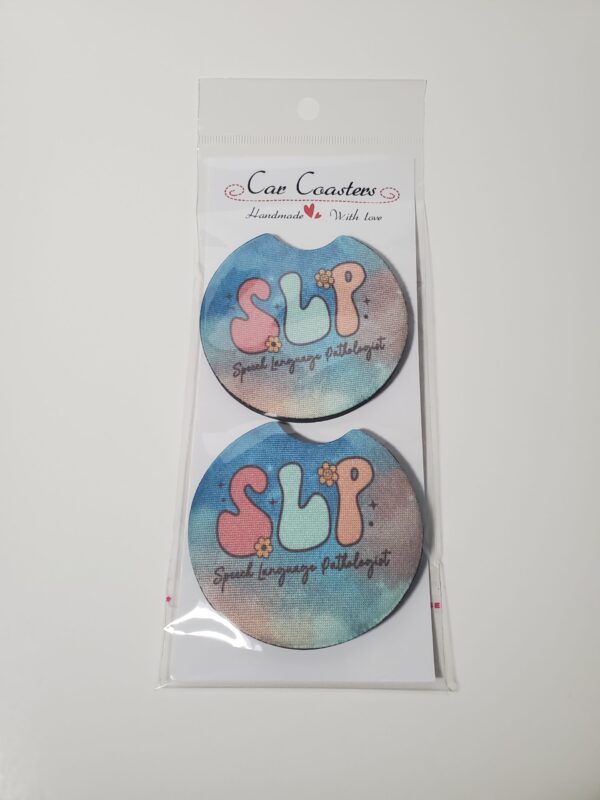 Car Coasters
Handmade With love
SLP
Speech Language Pathologist
SLP
Speech Language Pathologist